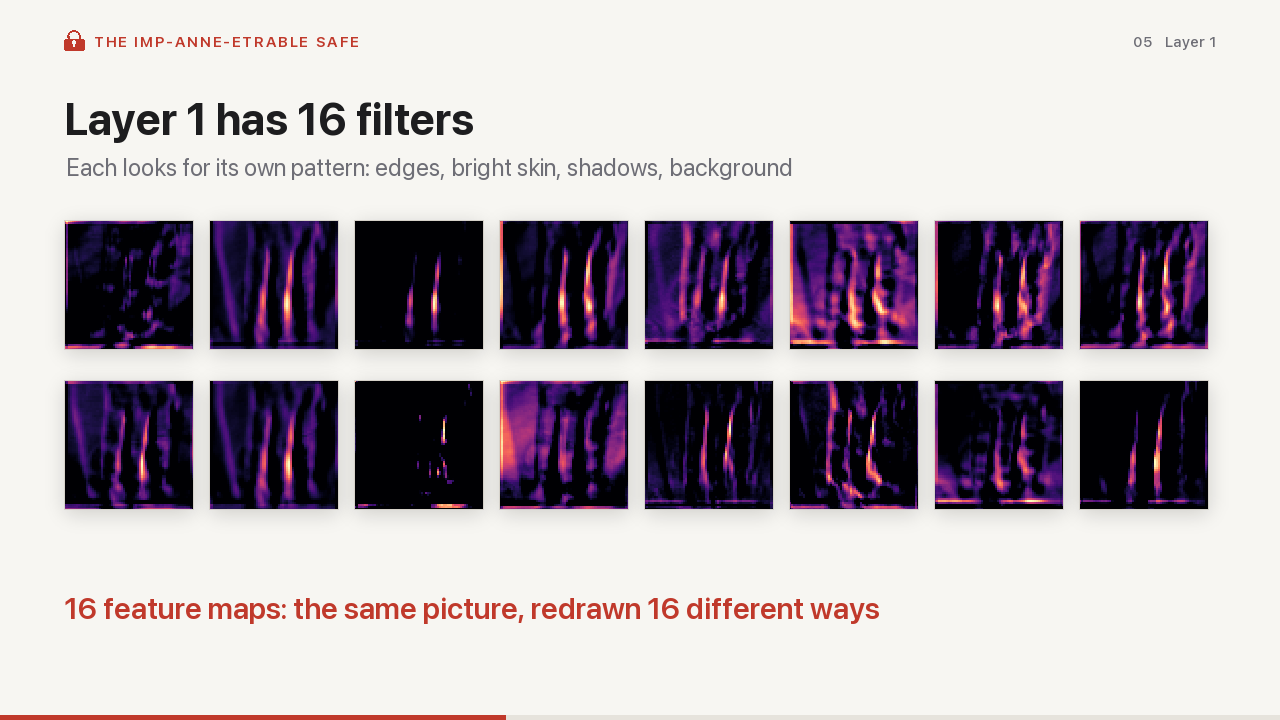 THE IMP-ANNE-ETRABLE SAFE
05 Layer 1
Layer 1 has 16 filters
Each looks for its own pattern: edges, bright skin, shadows, background
16 feature maps: the same picture, redrawn 16 different ways